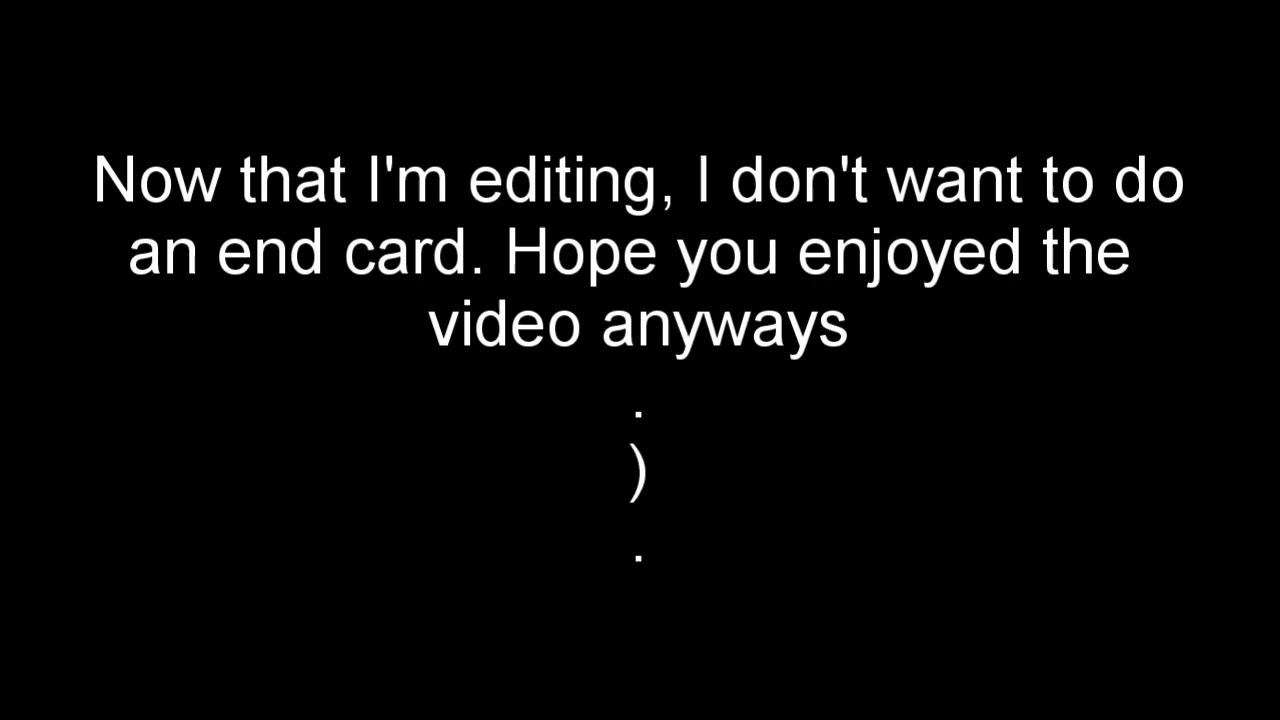 Now that I'm editing, I don't want to do
an end card. Hope you enjoyed the
video anyways
.
)
.